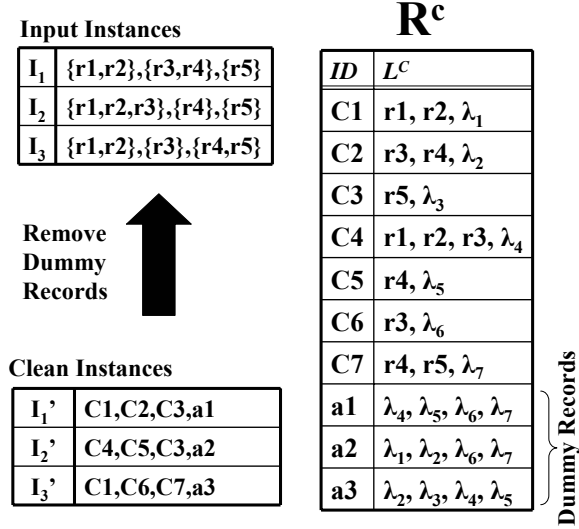 Input Instances
I₁ {r1,r2},{r3,r4},{r5}
I₂ {r1,r2,r3},{r4},{r5}
I₃ {r1,r2},{r3},{r4,r5}
Remove
Dummy
Records
Clean Instances
I₁’ C1,C2,C3,a1
I₂’ C4,C5,C3,a2
I₃’ C1,C6,C7,a3
Rᶜ
ID Lᶜ
C1 r1, r2, λ₁
C2 r3, r4, λ₂
C3 r5, λ₃
C4 r1, r2, r3, λ₄
C5 r4, λ₅
C6 r3, λ₆
C7 r4, r5, λ₇
a1 λ₄, λ₅, λ₆, λ₇
a2 λ₁, λ₂, λ₆, λ₇
a3 λ₂, λ₃, λ₄, λ₅
Dummy Records